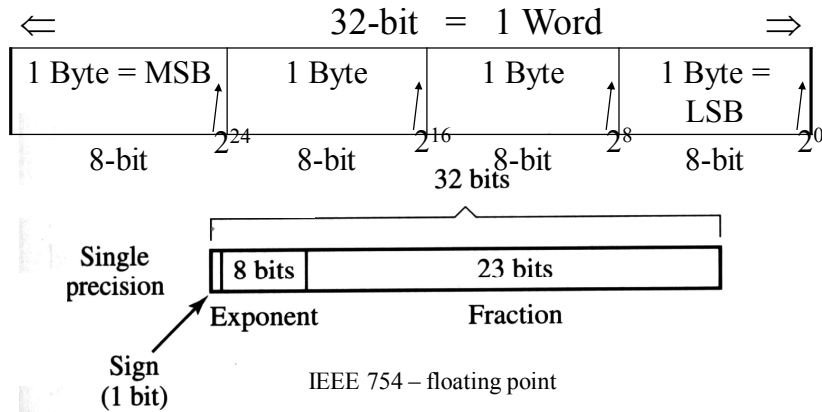 ⇐ 32-bit = 1 Word ⇒
1 Byte = MSB 1 Byte 1 Byte 1 Byte = LSB
2^24 2^16 2^8 2^0
8-bit 8-bit 8-bit 8-bit
32 bits
Single precision 8 bits 23 bits
Exponent Fraction
Sign
(1 bit)
IEEE 754 – floating point